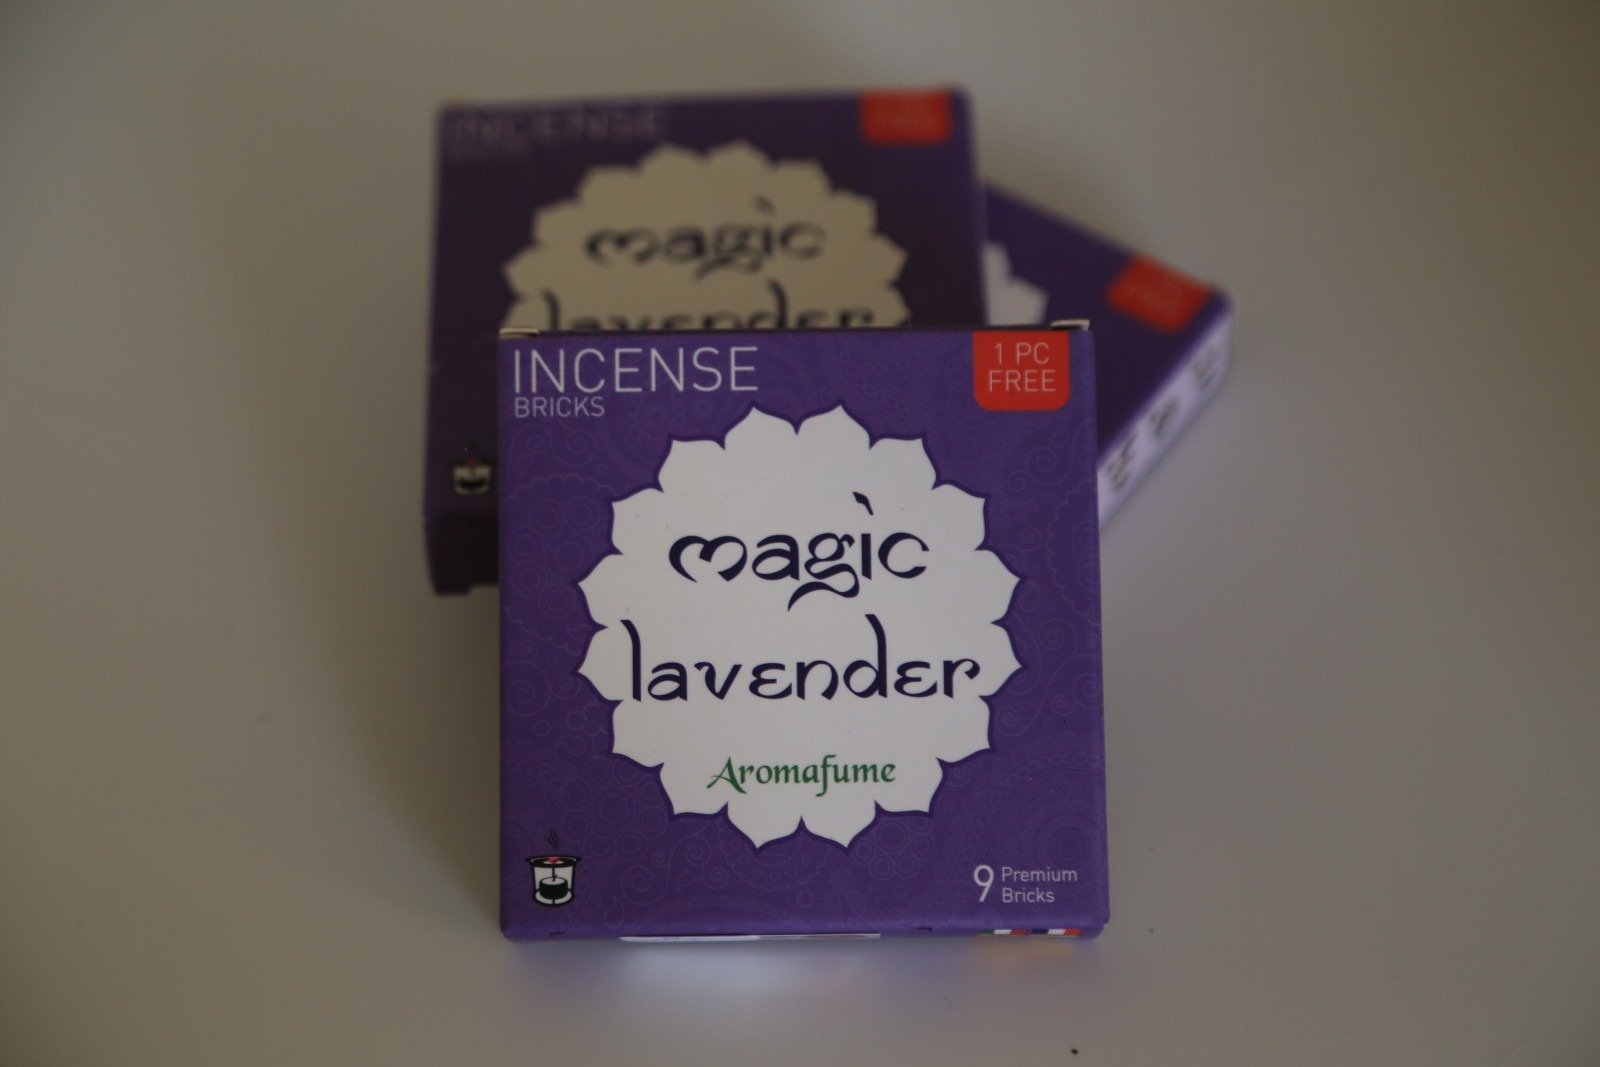 INCENSE
magic
lavender
INCENSE
BRICKS
1 PC
FREE
magic
lavender
Aromafume
9 Premium
Bricks